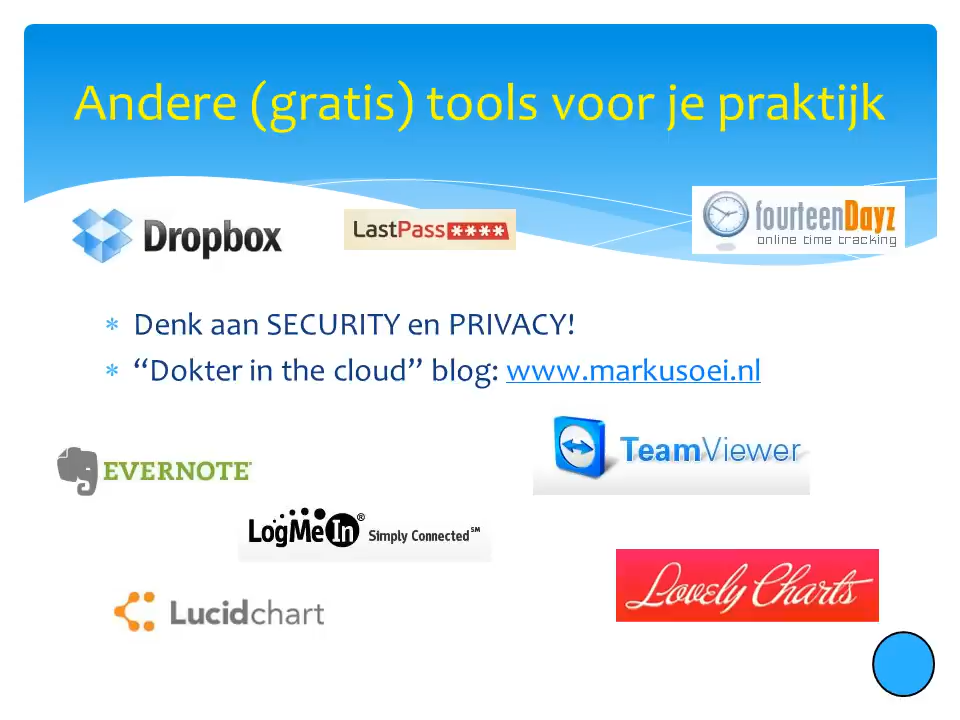 Andere (gratis) tools voor je praktijk
Dropbox
LastPass ****
fourteenDayz
online time tracking
* Denk aan SECURITY en PRIVACY!
* “Dokter in the cloud” blog: www.markusoei.nl
TeamViewer
EVERNOTE
LogMeIn® Simply Connected℠
Lovely Charts
Lucidchart